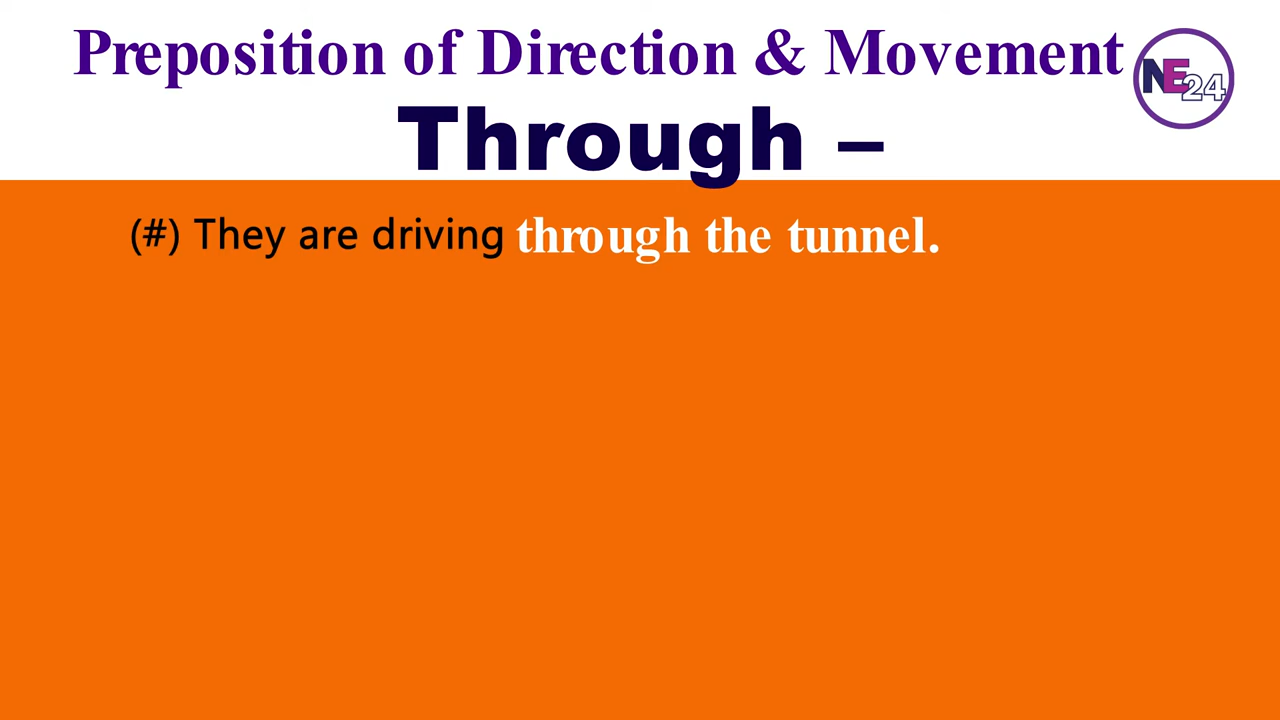 Preposition of Direction & Movement
NE24
Through –
(#) They are driving through the tunnel.